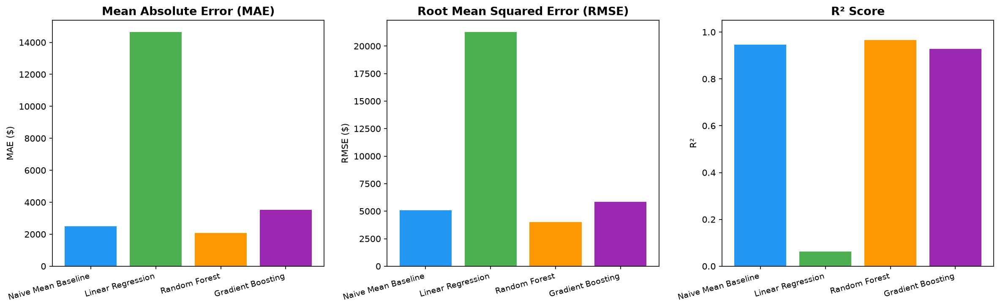 Mean Absolute Error (MAE)
MAE ($)
14000
12000
10000
8000
6000
4000
2000
0
Naive Mean Baseline
Linear Regression
Random Forest
Gradient Boosting
Root Mean Squared Error (RMSE)
RMSE ($)
20000
17500
15000
12500
10000
7500
5000
2500
0
Naive Mean Baseline
Linear Regression
Random Forest
Gradient Boosting
R² Score
R²
1.0
0.8
0.6
0.4
0.2
0.0
Naive Mean Baseline
Linear Regression
Random Forest
Gradient Boosting